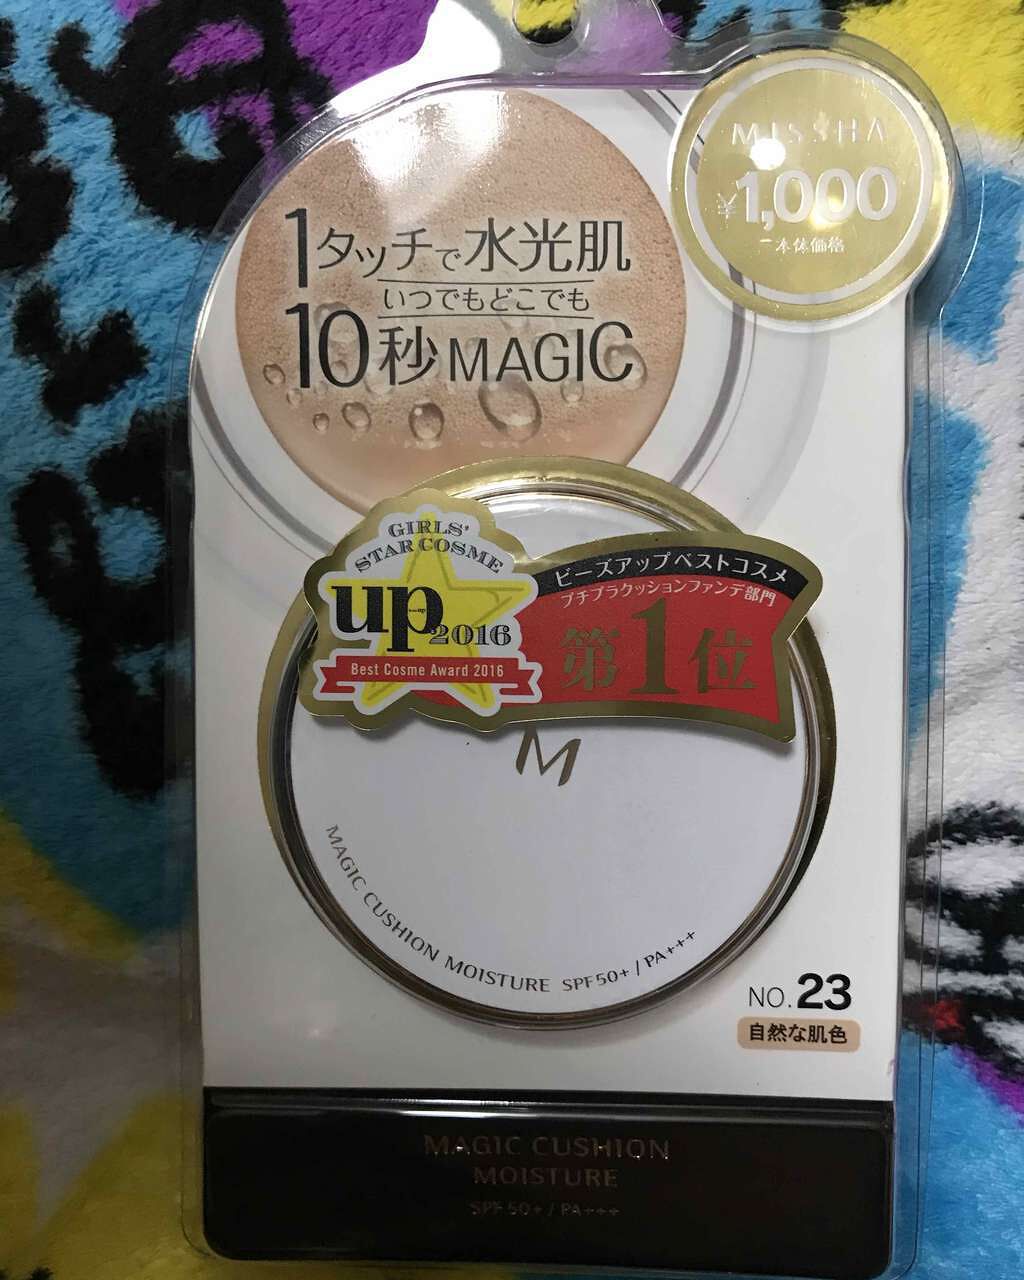 MISSHA
¥1,000
本体価格
1タッチで水光肌
いつでもどこでも
10秒MAGIC
GIRLS'
STAR COSME
up 2016
Best Cosme Award 2016
ビーズアップベストコスメ
プチプラクッションファンデ部門
第1位
M
MAGIC CUSHION MOISTURE SPF50+ / PA+++
NO.23
自然な肌色
MAGIC CUSHION
MOISTURE
SPF 50+ / PA+++